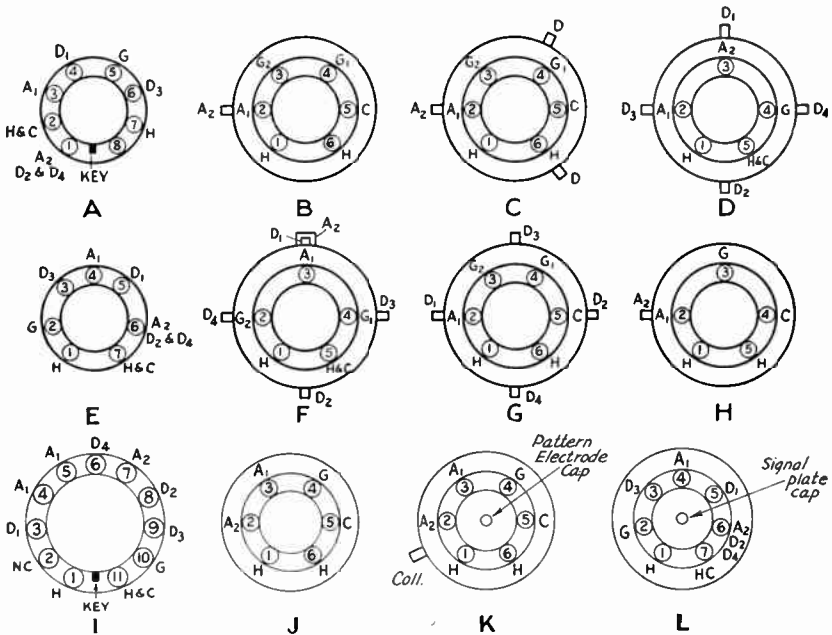 D1 G
A1 4 5 D3
3 6
H&C 2 7 H
A2 1 8
D2 & D4 KEY
A
G2 3 4 G1
A2 A1 2 5 C
H 1 6 H
B
D
G2 3 4 G1
A2 A1 2 5 C
H 1 6 H
D
C
D1
A2
3
D3 A1 2 4 G D4
H 1 5 H&C
D2
D
A1
D3 4 D1
3 5
G 2 6 A2
D2 & D4
1 7
H H&C
E
D1 A2
A1
3
D4 G2 2 4 G1 D3
H 1 5 H&C
D2
F
D3
G2 3 4 G1
D1 A1 2 5 C D2
H 1 6 H
D4
G
G
3
A2 A1 2 4 C
H 1 5 H
H
D4
A1 6 A2
A1 5 7 D2
4 8
D1 3 9 D3
NC 2 10 G
H 1 11 H&C
KEY
I
A1 3 4 G
A2 2 5 C
H 1 6 H
J
Pattern
Electrode
Cap
A1 3 4 G
A2 2 5 C
Coll. H 1 6 H
K
Signal
plate
cap
A1
D3 4 D1
3 5
G 2 6 A2
D2
D4
H 1 7 HC
L